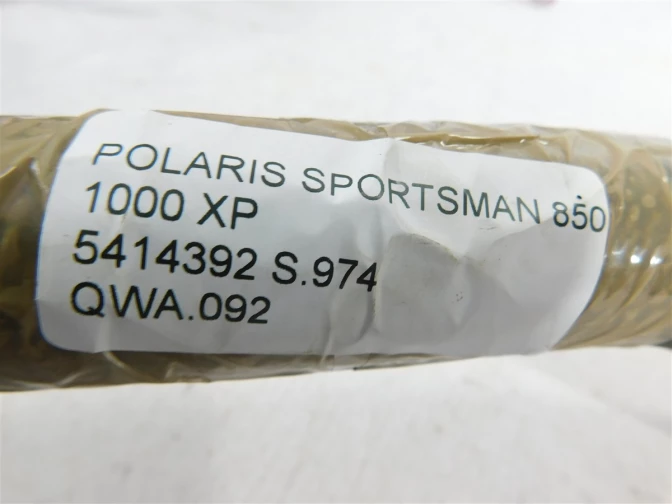 POLARIS SPORTSMAN 850
1000 XP
5414392 S.974
QWA.092